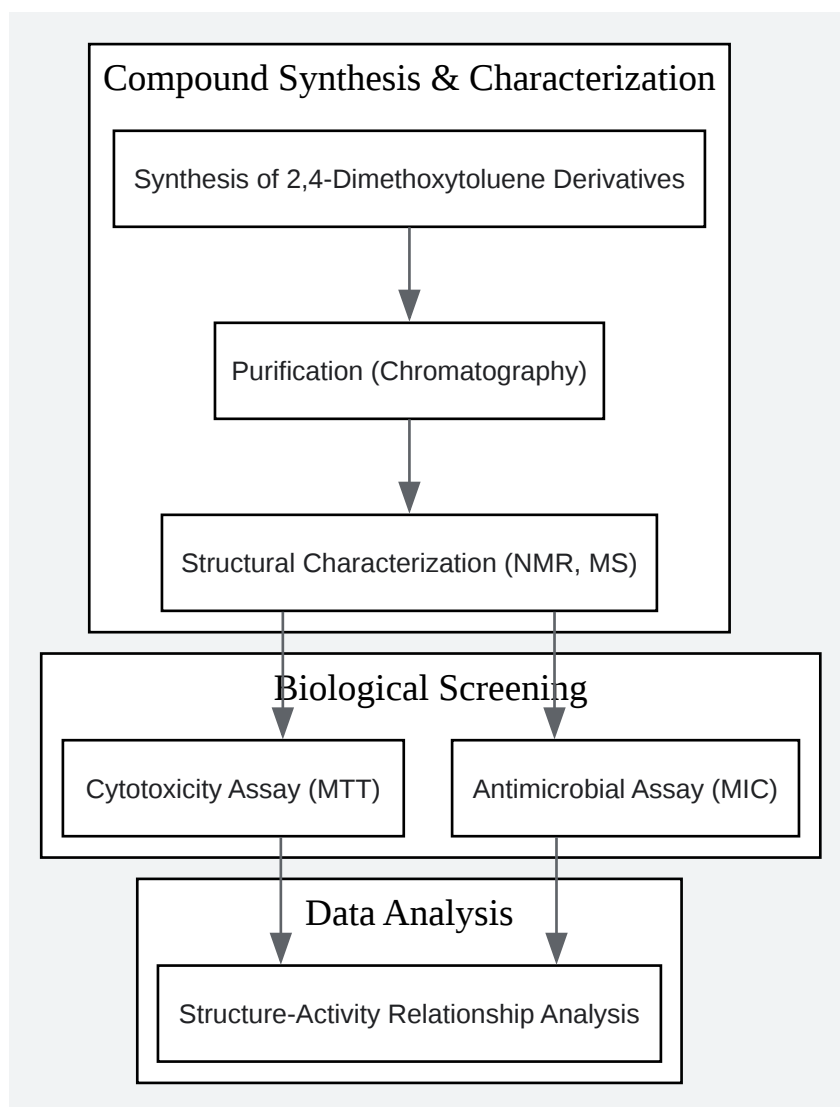 Compound Synthesis & Characterization
Synthesis of 2,4-Dimethoxytoluene Derivatives
Purification (Chromatography)
Structural Characterization (NMR, MS)
Biological Screening
Cytotoxicity Assay (MTT)
Antimicrobial Assay (MIC)
Data Analysis
Structure-Activity Relationship Analysis